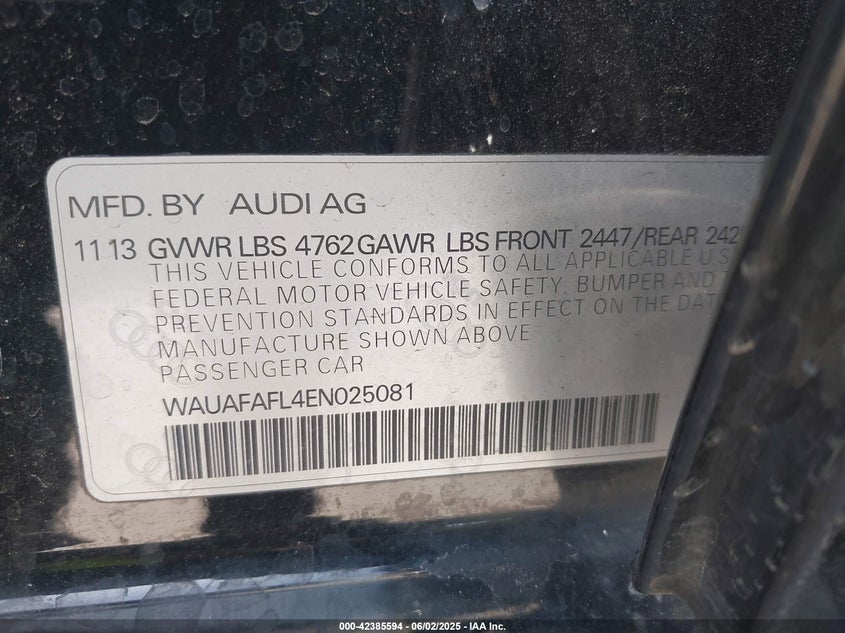 MFD. BY AUDI AG
11 13 GVWR LBS 4762 GAWR LBS FRONT 2447/REAR
THIS VEHICLE CONFORMS TO ALL APPLICABLE U.S.
FEDERAL MOTOR VEHICLE SAFETY, BUMPER AND
PREVENTION STANDARDS IN EFFECT ON THE
MANUFACTURE SHOWN ABOVE
PASSENGER CAR
WAUAFAFL4EN025081
000-42385594 - 06/02/2025 - IAA Inc.